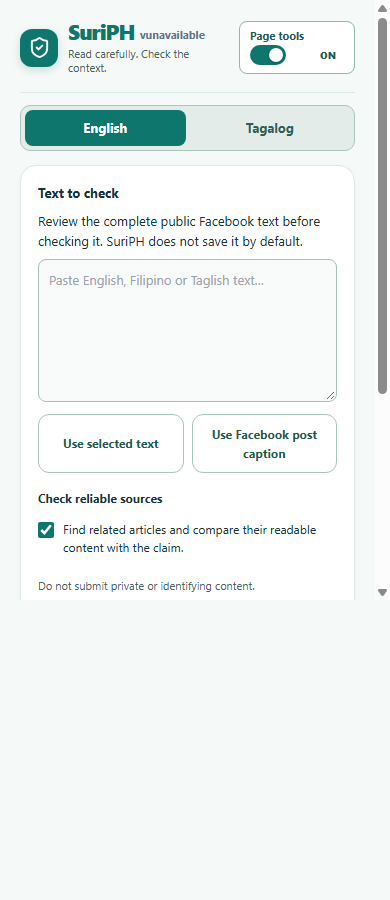 SuriPH vunavailable
Read carefully. Check the
context.
Page tools
ON
English
Tagalog
Text to check
Review the complete public Facebook text before
checking it. SuriPH does not save it by default.
Paste English, Filipino or Taglish text...
Use selected text
Use Facebook post
caption
Check reliable sources
Find related articles and compare their readable
content with the claim.
Do not submit private or identifying content.